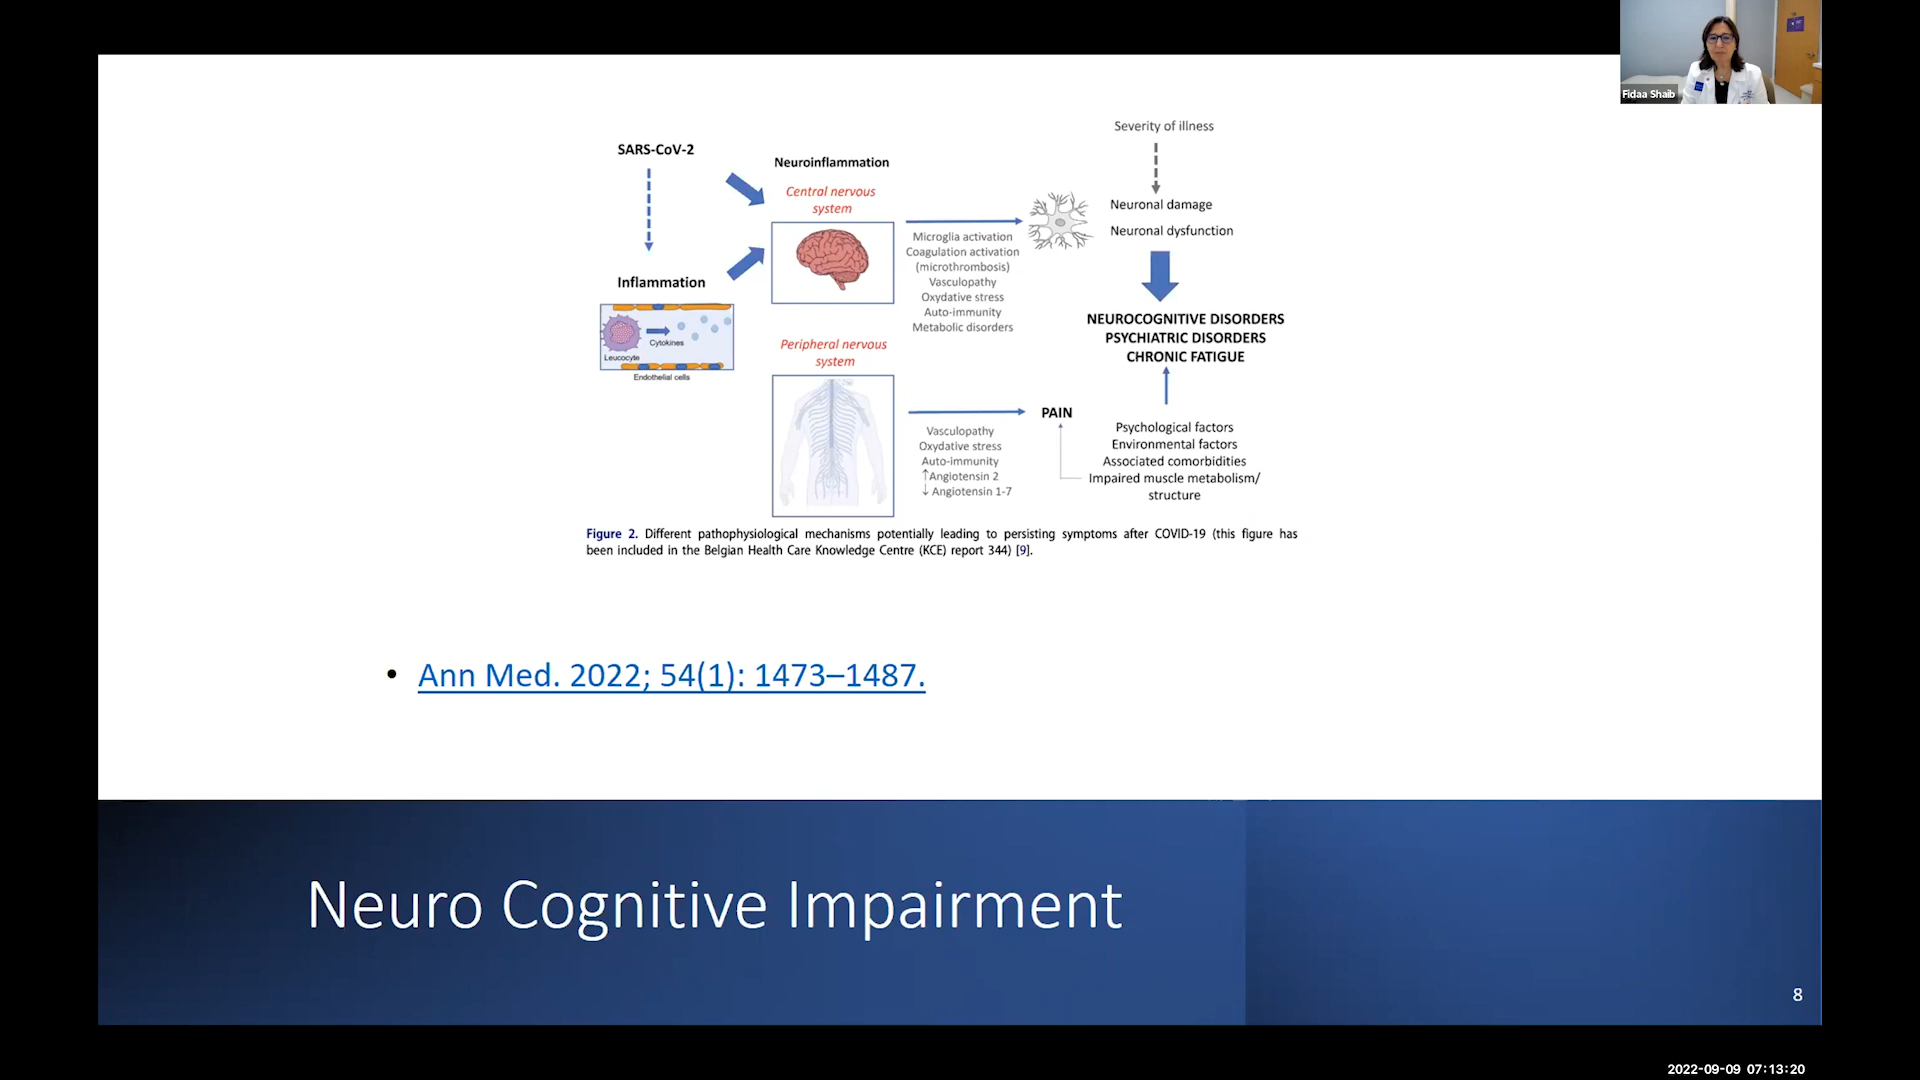 Fidaa Shaib
Severity of illness
SARS-CoV-2
Neuroinflammation
Central nervous
system
Neuronal damage
Neuronal dysfunction
Microglia activation
Coagulation activation
(microthrombosis)
Vasculopathy
Oxydative stress
Auto-immunity
Metabolic disorders
Inflammation
Cytokines
Leucocyte
Endothelial cells
NEUROCOGNITIVE DISORDERS
PSYCHIATRIC DISORDERS
CHRONIC FATIGUE
Peripheral nervous
system
PAIN
Vasculopathy
Oxydative stress
Auto-immunity
↑Angiotensin 2
↓ Angiotensin 1-7
Psychological factors
Environmental factors
Associated comorbidities
Impaired muscle metabolism/
structure
Figure 2. Different pathophysiological mechanisms potentially leading to persisting symptoms after COVID-19 (this figure has
been included in the Belgian Health Care Knowledge Centre (KCE) report 344) [9].
• Ann Med. 2022; 54(1): 1473–1487.
Neuro Cognitive Impairment
8
2022-09-09 07:13:20